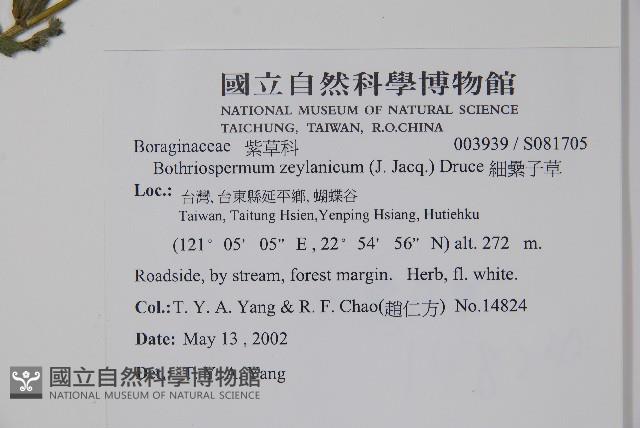 國立自然科學博物館
NATIONAL MUSEUM OF NATURAL SCIENCE
TAICHUNG, TAIWAN, R.O.CHINA
Boraginaceae 紫草科 003939 / S081705
Bothriospermum zeylanicum (J. Jacq.) Druce 細纍子草
Loc.: 台灣, 台東縣延平鄉, 蝴蝶谷
Taiwan, Taitung Hsien,Yenping Hsiang, Hutiehku
(121° 05' 05" E , 22° 54' 56" N) alt. 272 m.
Roadside, by stream, forest margin. Herb, fl. white.
Col.: T. Y. A. Yang & R. F. Chao(趙仁方) No.14824
Date: May 13 , 2002
Det.: T. Y. A. Yang
國立自然科學博物館
NATIONAL MUSEUM OF NATURAL SCIENCE